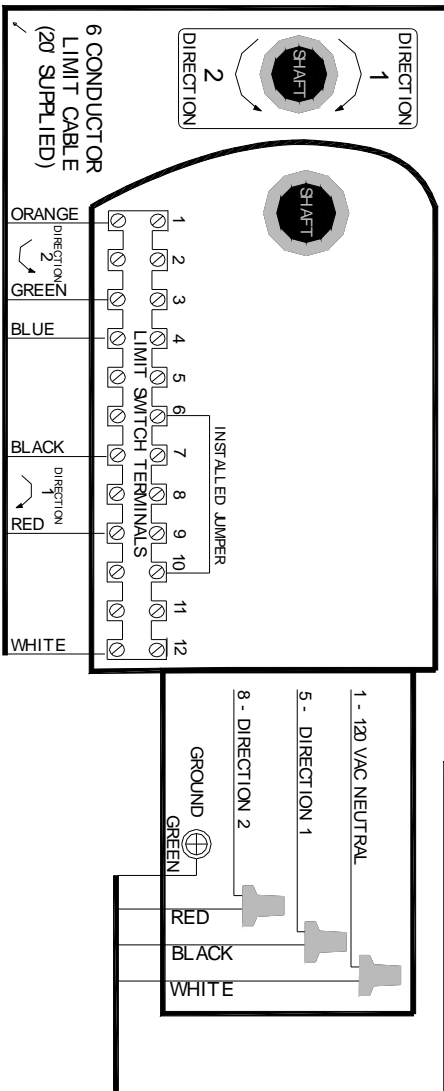 DIRECTION
1
SHAFT
DIRECTION
2
6 CONDUCTOR
LIMIT CABLE
(20' SUPPLIED)
SHAFT
ORANGE
DIRECTION
2
GREEN
BLUE
BLACK
DIRECTION
1
RED
WHITE
1
2
3
4
5
6
7
8
9
10
11
12
LIMIT SWITCH TERMINALS
INSTALLED JUMPER
1 - 120 VAC NEUTRAL
5 - DIRECTION 1
8 - DIRECTION 2
GROUND
GREEN
RED
BLACK
WHITE